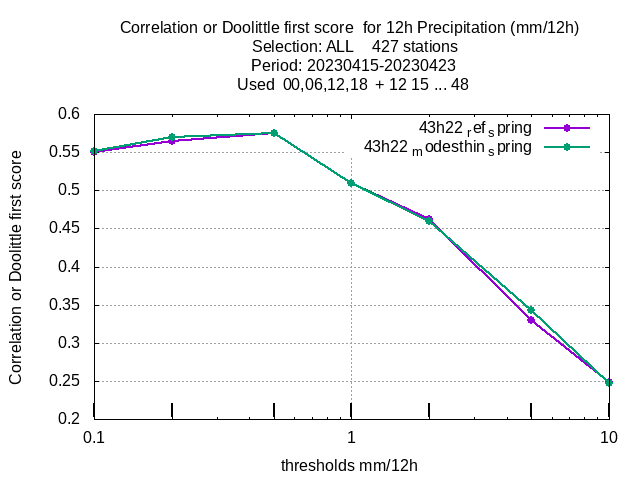 Correlation or Doolittle first score  for 12h Precipitation (mm/12h)
Selection: ALL    427 stations
Period: 20230415-20230423
Used  00,06,12,18  + 12 15 ... 48
43h22 ref spring
43h22 modesthin spring
0.6
0.55
0.5
0.45
0.4
0.35
0.3
0.25
0.2
0.1
1
10
Correlation or Doolittle first score
thresholds mm/12h